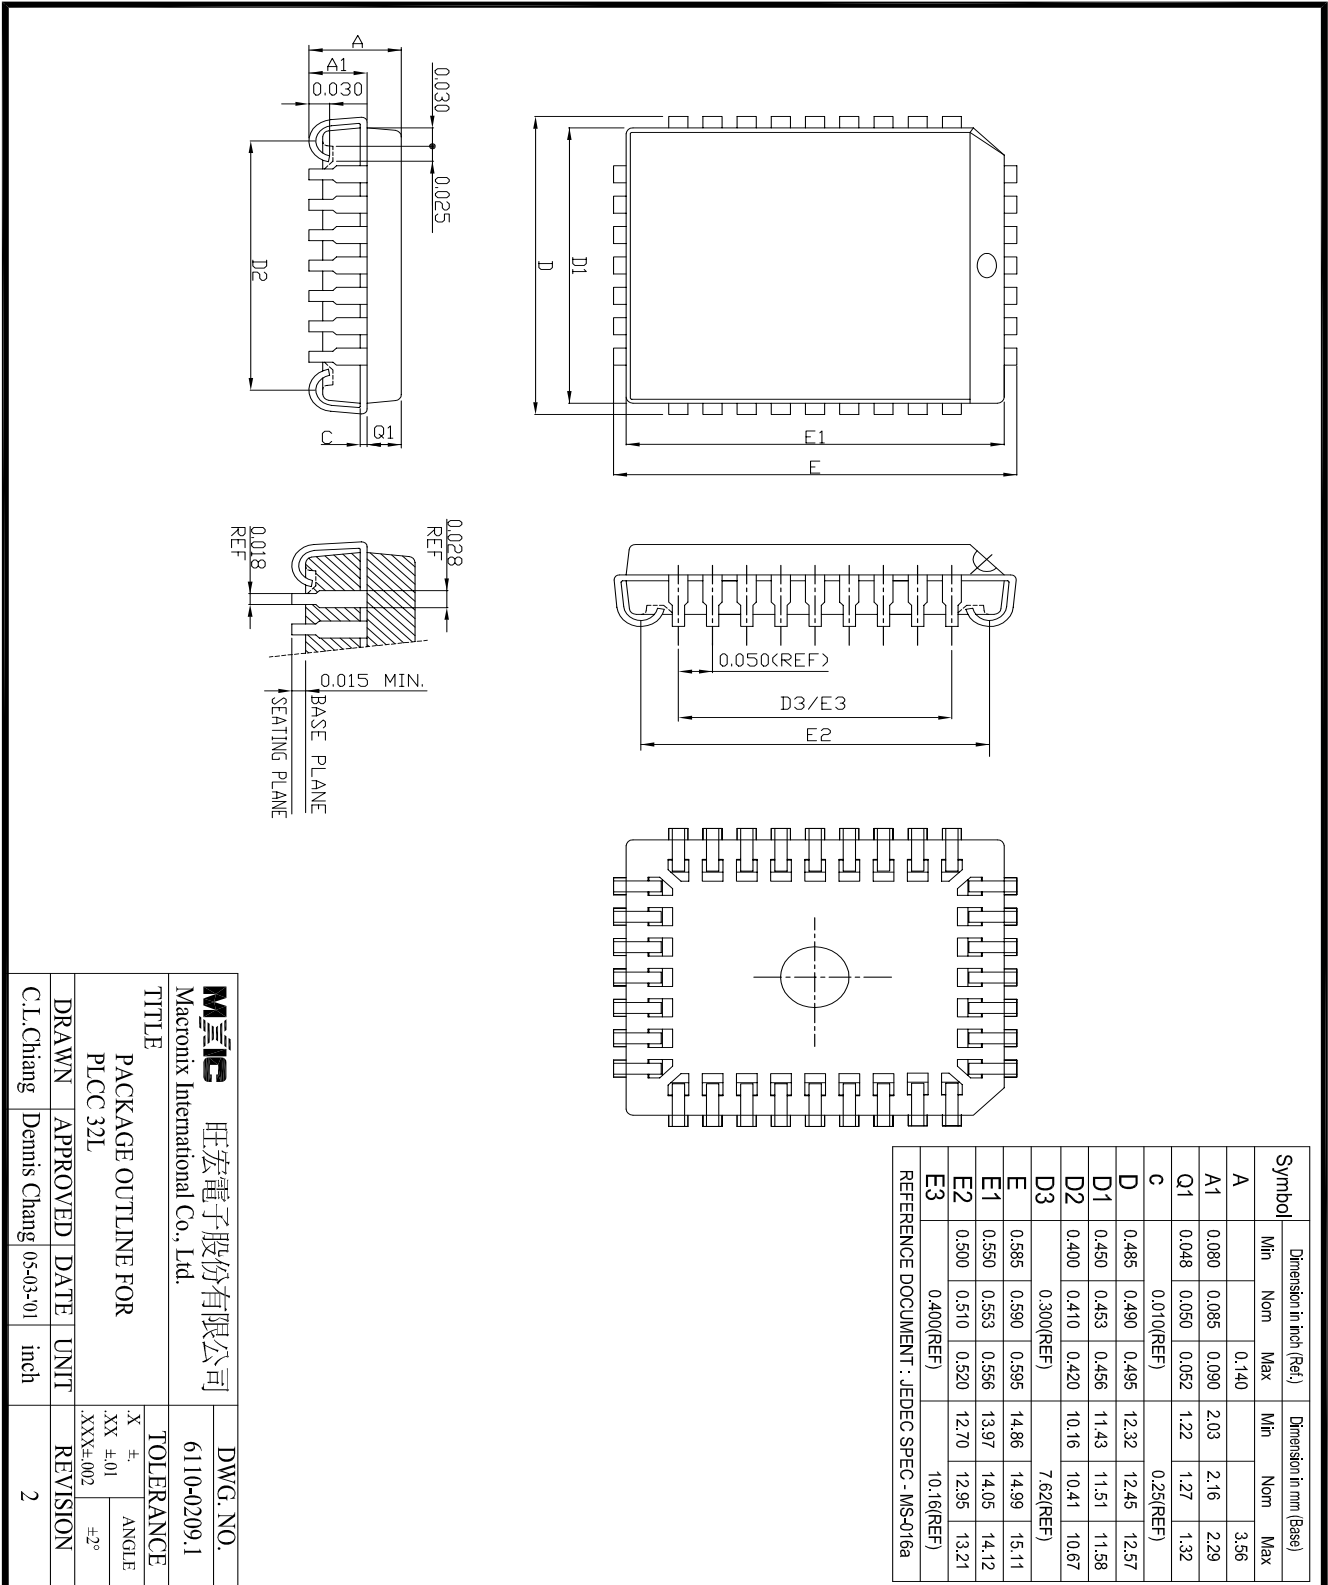 A
A1
0.030
0.030
0.025
D2
C
Q1
D
D1
E1
E
0.018
REF
0.028
REF
0.015 MIN.
BASE PLANE
SEATING PLANE
0.050(REF)
D3/E3
E2
Symbol Dimension in inch (Ref.) Dimension in mm (Base)
Min Nom Max Min Nom Max
A 0.140 3.56
A1 0.080 0.085 0.090 2.03 2.16 2.29
Q1 0.048 0.050 0.052 1.22 1.27 1.32
C 0.010(REF) 0.25(REF)
D 0.485 0.490 0.495 12.32 12.45 12.57
D1 0.450 0.453 0.456 11.43 11.51 11.58
D2 0.400 0.410 0.420 10.16 10.41 10.67
D3 0.300(REF) 7.62(REF)
E 0.585 0.590 0.595 14.86 14.99 15.11
E1 0.550 0.553 0.556 13.97 14.05 14.12
E2 0.500 0.510 0.520 12.70 12.95 13.21
E3 0.400(REF) 10.16(REF)
REFERENCE DOCUMENT : JEDEC SPEC - MS-016a
MXIC 旺宏電子股份有限公司
Macronix International Co., Ltd.
DWG. NO.
6110-0209.1
TITLE
PACKAGE OUTLINE FOR
PLCC 32L
TOLERANCE
.X ±.
.XX ±.01
.XXX±.002
ANGLE
±2°
DRAWN APPROVED DATE UNIT REVISION
C.L.Chiang Dennis Chang 05-03-'01 inch 2